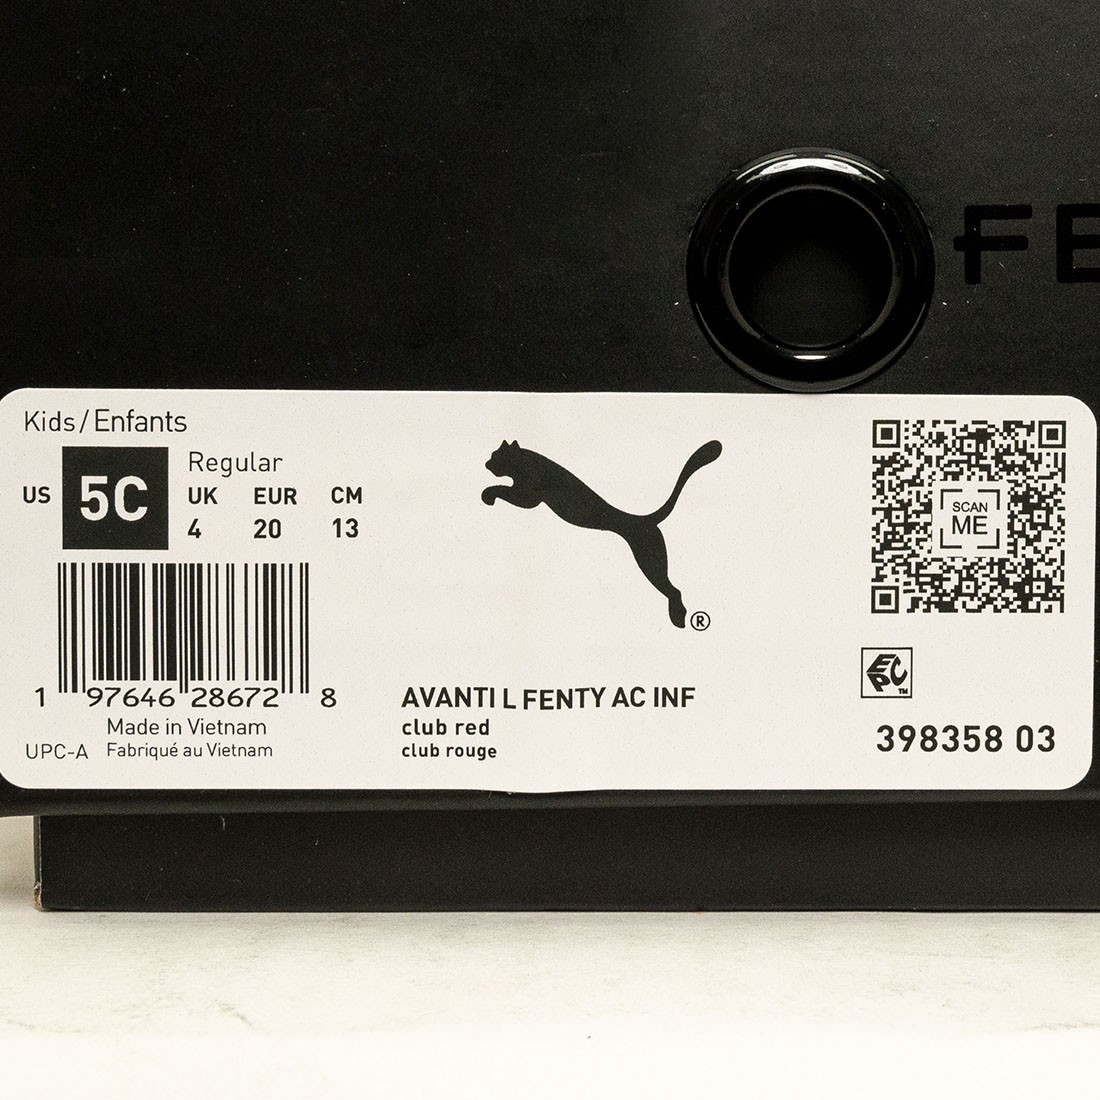 FE
Kids/Enfants
US 5C
Regular
UK EUR CM
4 20 13
SCAN
ME
®
1 97646 28672 8
Made in Vietnam
UPC-A Fabriqué au Vietnam
AVANTI L FENTY AC INF
club red
club rouge
EPC™
398358 03